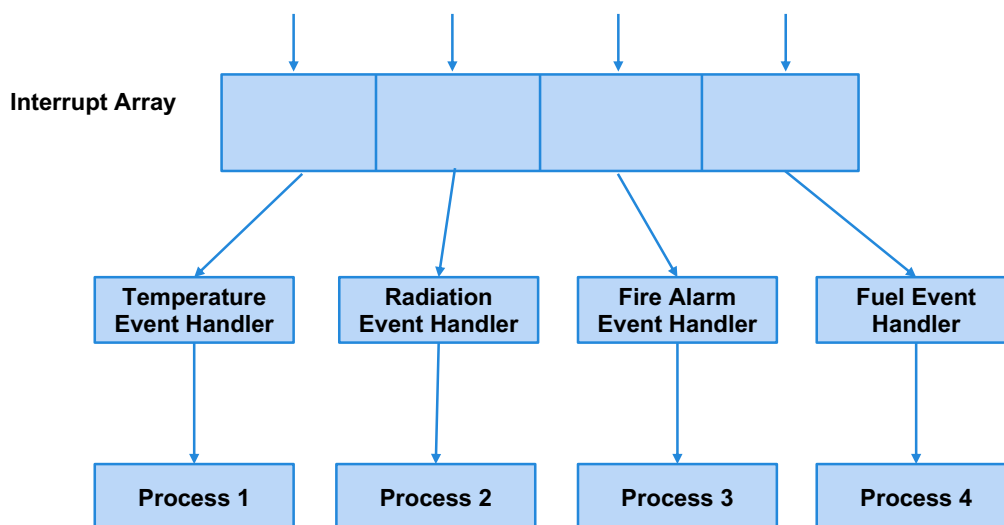 Interrupt Array
Temperature
Event Handler
Radiation
Event Handler
Fire Alarm
Event Handler
Fuel Event
Handler
Process 1
Process 2
Process 3
Process 4